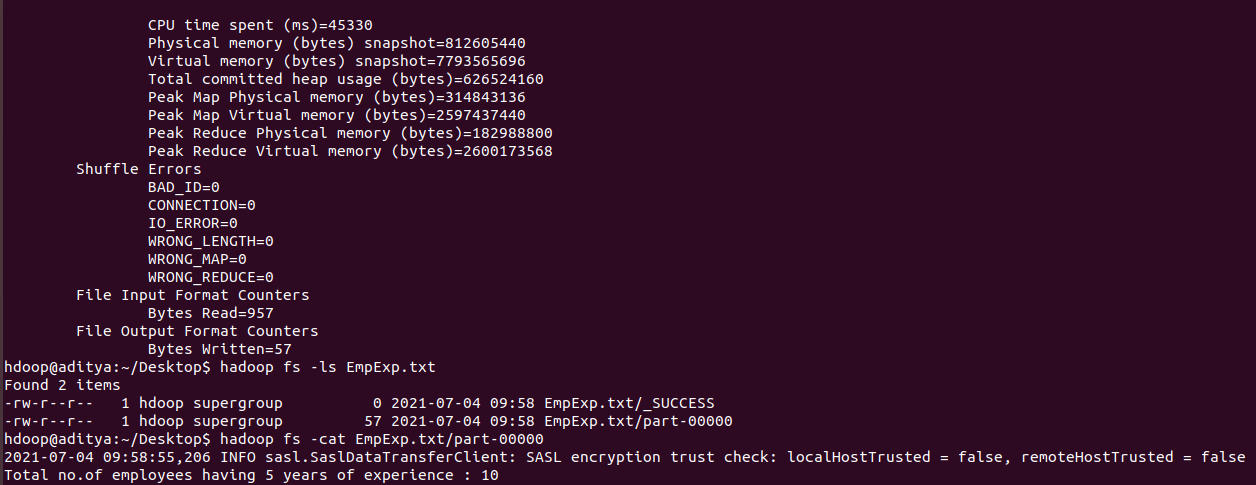 CPU time spent (ms)=45330
Physical memory (bytes) snapshot=812605440
Virtual memory (bytes) snapshot=7793565696
Total committed heap usage (bytes)=626524160
Peak Map Physical memory (bytes)=314843136
Peak Map Virtual memory (bytes)=2597437440
Peak Reduce Physical memory (bytes)=182988800
Peak Reduce Virtual memory (bytes)=2600173568
Shuffle Errors
BAD_ID=0
CONNECTION=0
IO_ERROR=0
WRONG_LENGTH=0
WRONG_MAP=0
WRONG_REDUCE=0
File Input Format Counters
Bytes Read=957
File Output Format Counters
Bytes Written=57
hdoop@aditya:~/Desktop$ hadoop fs -ls EmpExp.txt
Found 2 items
-rw-r--r--   1 hdoop supergroup          0 2021-07-04 09:58 EmpExp.txt/_SUCCESS
-rw-r--r--   1 hdoop supergroup         57 2021-07-04 09:58 EmpExp.txt/part-00000
hdoop@aditya:~/Desktop$ hadoop fs -cat EmpExp.txt/part-00000
2021-07-04 09:58:55,206 INFO sasl.SaslDataTransferClient: SASL encryption trust check: localHostTrusted = false, remoteHostTrusted = false
Total no.of employees having 5 years of experience : 10